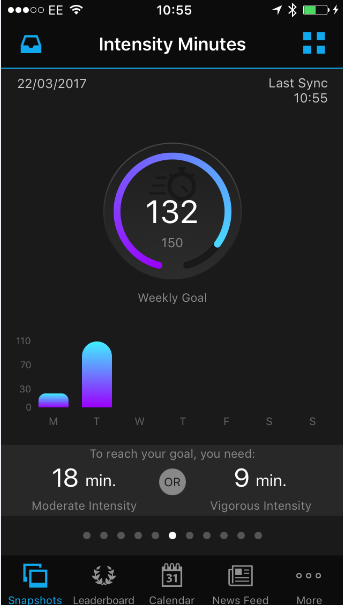 EE 10:55
Intensity Minutes
22/03/2017 Last Sync
10:55
132
150
Weekly Goal
110
70
30
0
M T W T F S S
To reach your goal, you need:
18 min. OR 9 min.
Moderate Intensity Vigorous Intensity
31
Snapshots Leaderboard Calendar News Feed More